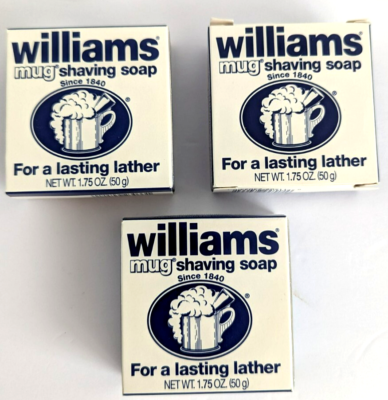 williams®
mug® shaving soap
Since 1840
®
For a lasting lather
NET WT. 1.75 OZ. (50 g)
williams®
mug® shaving soap
Since 1840
®
For a lasting lather
NET WT. 1.75 OZ. (50 g)
williams®
mug® shaving soap
Since 1840
®
For a lasting lather
NET WT. 1.75 OZ. (50 g)